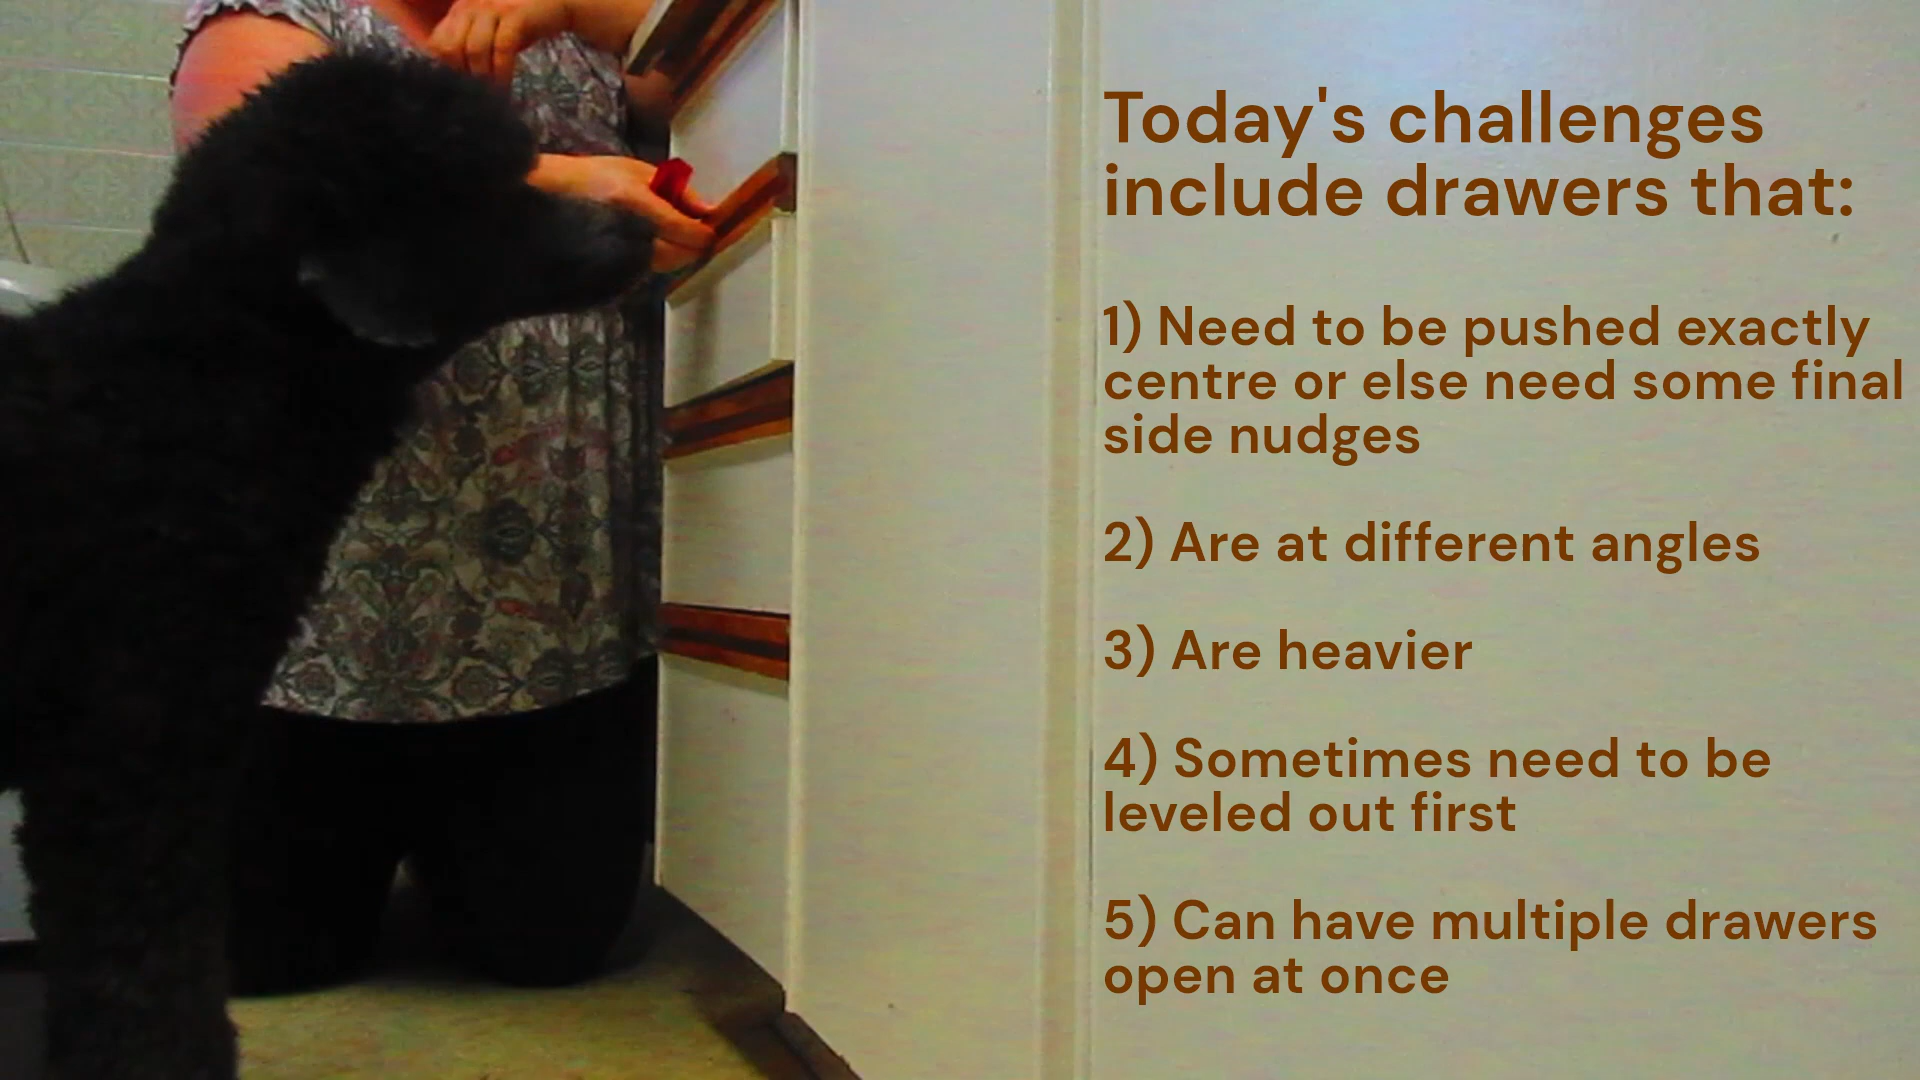 Today's challenges
include drawers that:
1) Need to be pushed exactly
centre or else need some final
side nudges
2) Are at different angles
3) Are heavier
4) Sometimes need to be
leveled out first
5) Can have multiple drawers
open at once